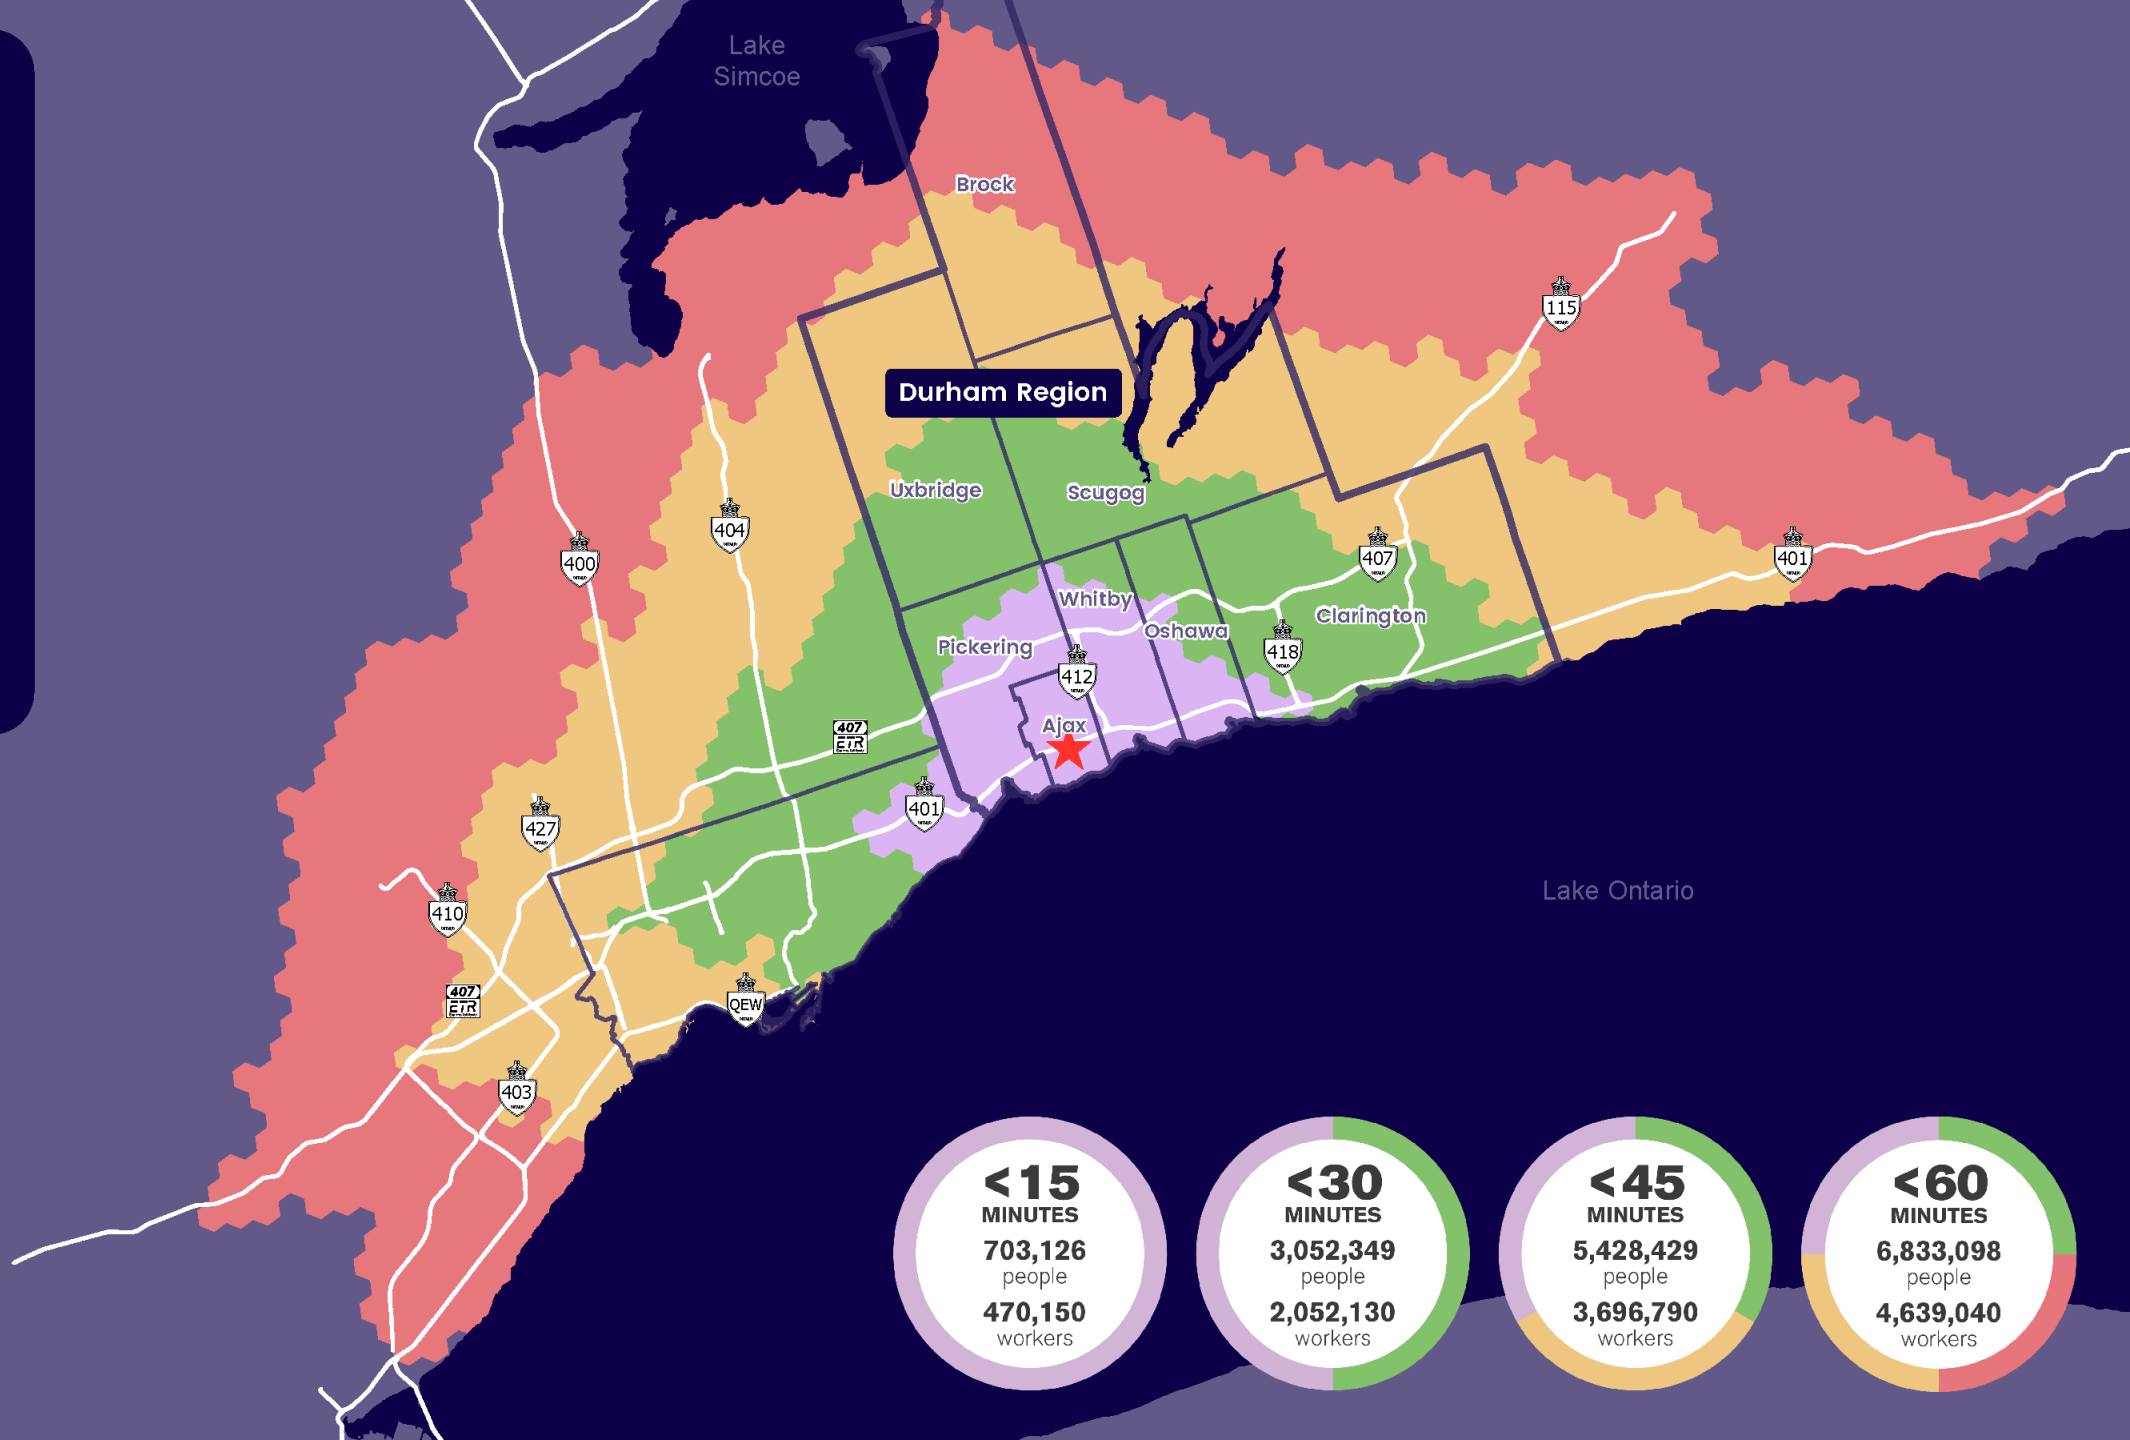 Lake
Simcoe
Brock
115
Durham Region
Uxbridge
Scugog
404
400
407
401
Whitby
Clarington
Oshawa
Pickering
418
412
Ajax
407
ETR
401
427
Lake Ontario
410
407
ETR
QEW
403
<15
MINUTES
703,126
people
470,150
workers
<30
MINUTES
3,052,349
people
2,052,130
workers
<45
MINUTES
5,428,429
people
3,696,790
workers
<60
MINUTES
6,833,098
people
4,639,040
workers